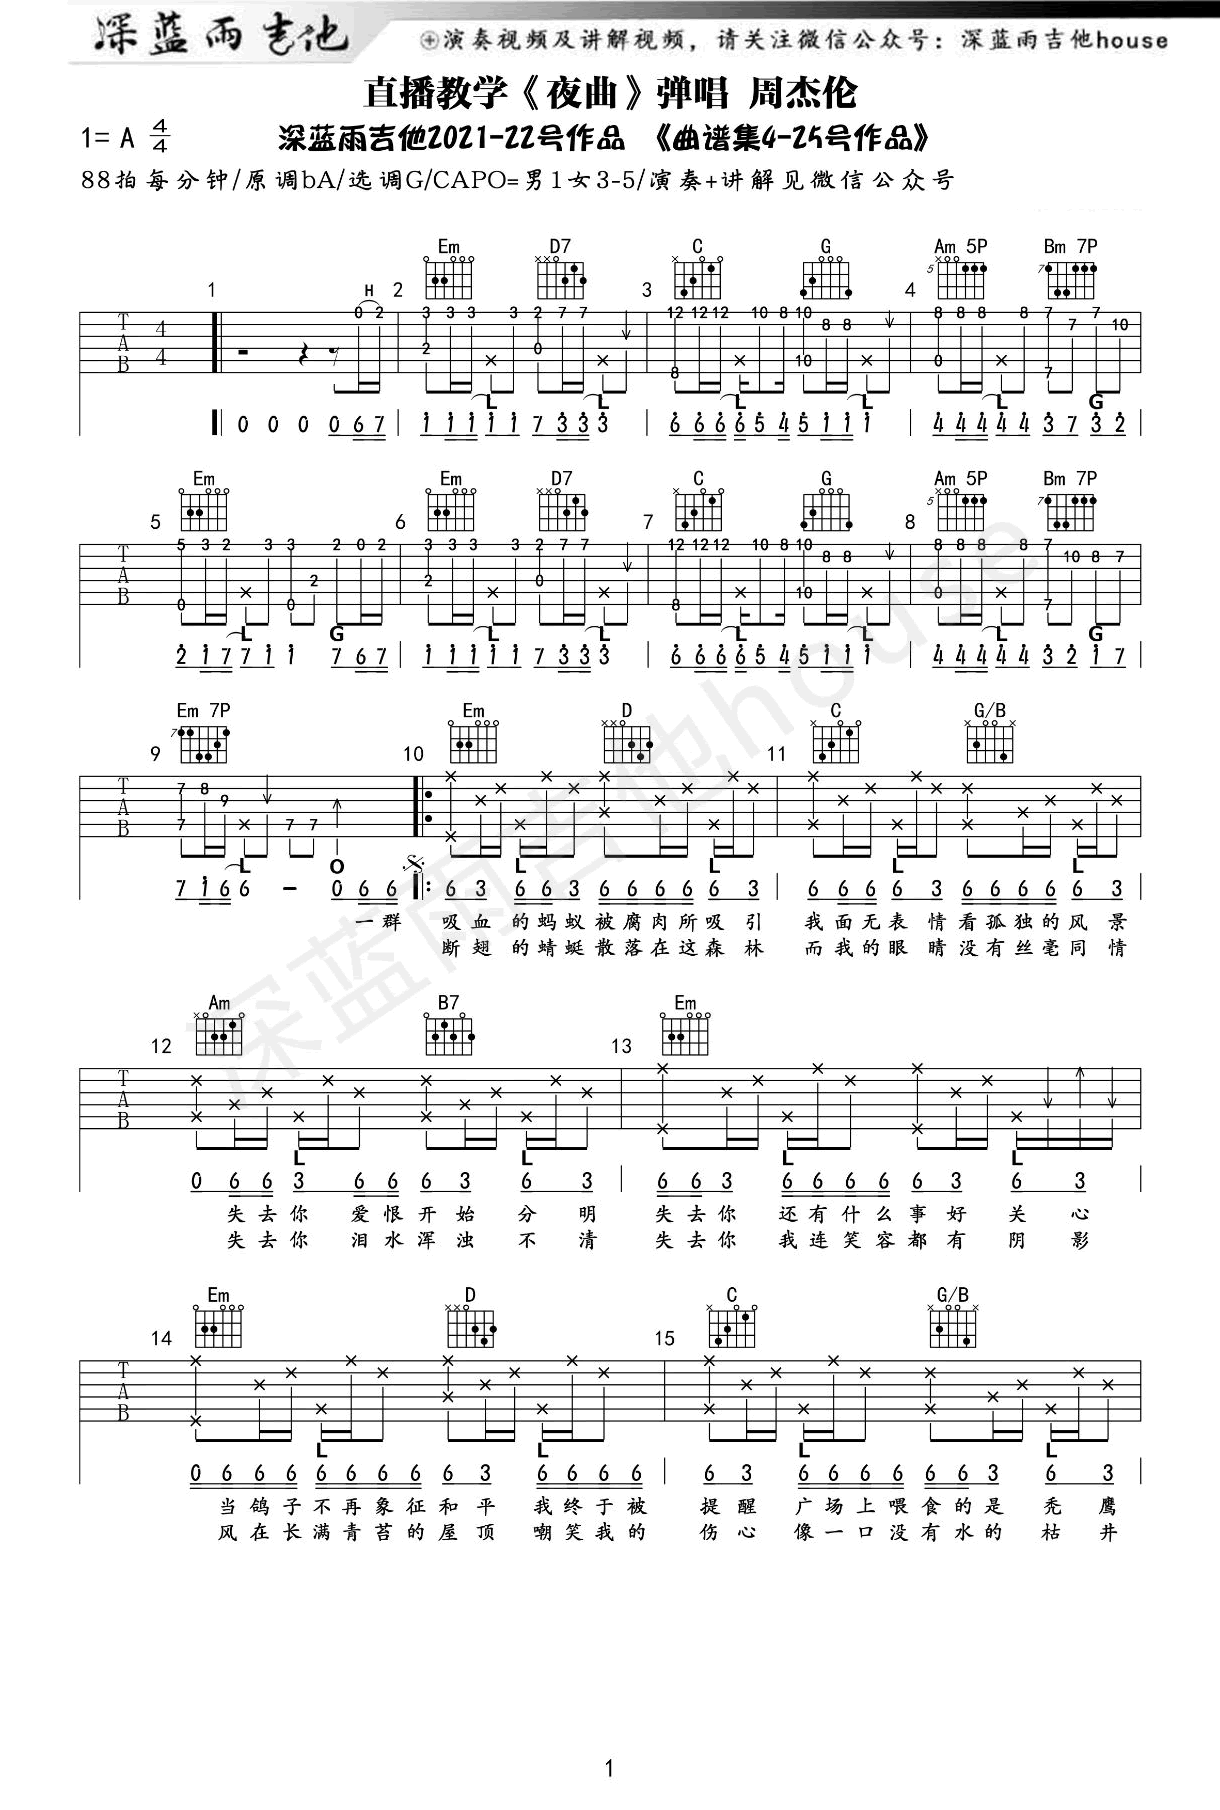 深蓝雨吉他
演奏视频及讲解视频，请关注微信公众号：深蓝雨吉他house
直播教学《夜曲》弹唱 周杰伦
1= A 4/4
深蓝雨吉他2021-22号作品 《曲谱集4-25号作品》
88拍每分钟/原调bA/选调G/CAPO=男1女3-5/演奏+讲解见微信公众号
Em D7 C G Am 5P Bm 7P
1 H 2 3 4
T A B
L L L L L G
0 0 0 0 6 7 1 1 1 1 1 7 3 3 3 6 6 6 6 5 4 5 1 1 1 4 4 4 4 4 3 7 3 2
Em Em D7 C G Am 5P Bm 7P
5 6 7 8
T A B
L G L L L L L G
2 1 7 7 1 1 7 6 7 1 1 1 1 1 7 3 3 3 6 6 6 6 5 4 5 1 1 1 4 4 4 4 4 3 2 1 7
Em 7P Em D C G/B
9 10 11
T A B
L O L L L L
7 1 6 6 - 0 6 6 6 3 6 6 3 6 6 6 6 6 3 6 6 6 6 3 6 6 6 6 6 3
一群 吸血的蚂蚁被腐肉所吸引 我面无表情看孤独的风景
断翅的蜻蜓散落在这森林 而我的眼睛没有丝毫同情
Am B7 Em
12 13
T A B
L L L L
0 6 6 3 6 6 6 3 6 3 6 6 3 6 6 6 6 6 3 6 3
失去你 爱恨开始分明 失去你 还有什么事好关心
失去你 泪水浑浊不清 失去你 我连笑容都有阴影
Em D C G/B
14 15
T A B
L L L L
0 6 6 6 6 6 6 6 6 3 6 6 6 6 6 3 6 6 6 6 6 6 3 6 3
当鸽子不再象征和平 我终于被提醒 广场上喂食的是秃鹰
风在长满青苔的屋顶 嘲笑我的伤心 像一口没有水的枯井
深蓝雨吉他house
1